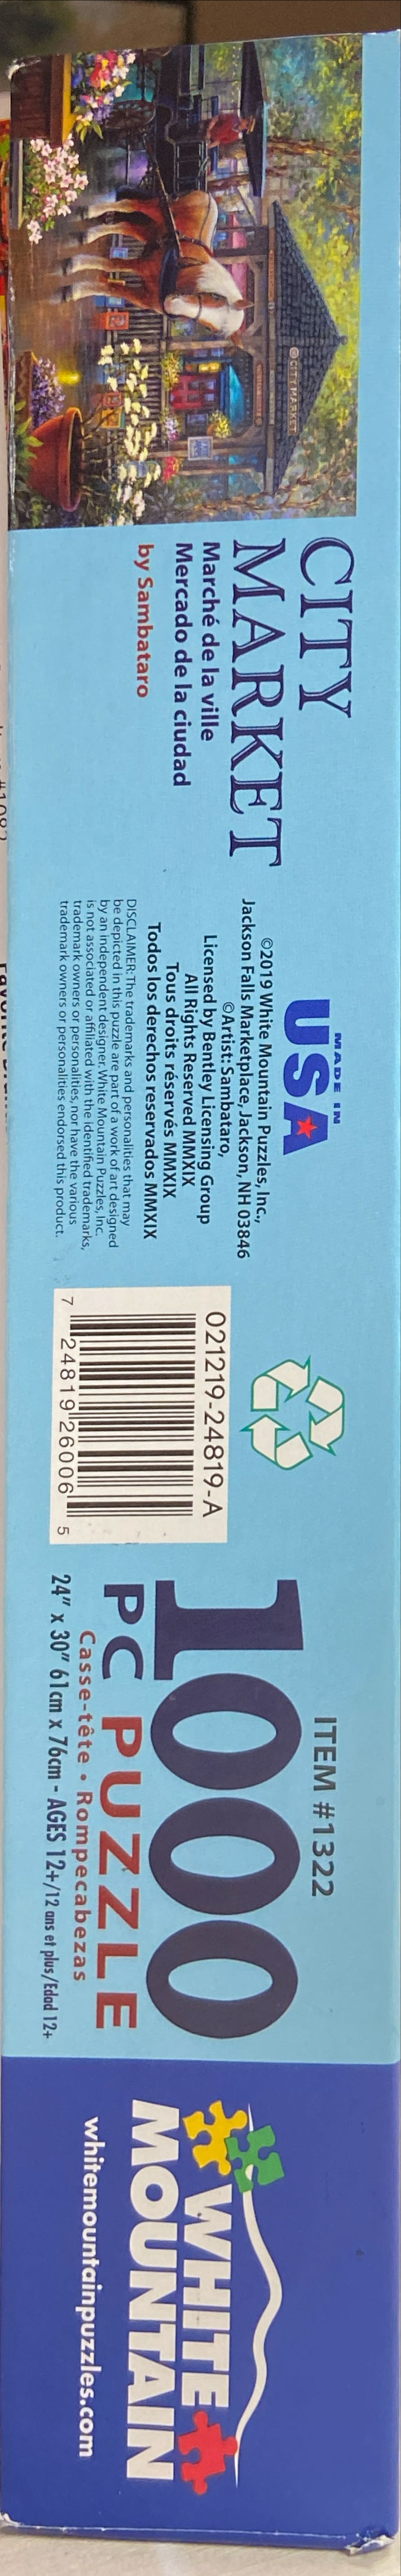 CITY MARKET
CITY
MARKET
Marché de la ville
Mercado de la ciudad
by Sambataro
MADE IN
USA
©2019 White Mountain Puzzles, Inc.,
Jackson Falls Marketplace, Jackson, NH 03846
©Artist: Sambataro,
Licensed by Bentley Licensing Group
All Rights Reserved MMXIX
Tous droits réservés MMXIX
Todos los derechos reservados MMXIX
DISCLAIMER: The trademarks and personalities that may
be depicted in this puzzle are part of a work of art designed
by an independent designer. White Mountain Puzzles, Inc.
is not associated or affiliated with the identified trademarks,
trademark owners or personalities, nor have the various
trademark owners or personalities endorsed this product.
021219-24819-A
7 24819 26006 5
ITEM #1322
1000
PC PUZZLE
Casse-tête • Rompecabezas
24" x 30" 61cm x 76cm - AGES 12+/12 ans et plus/Edad 12+
WHITE
MOUNTAIN
whitemountainpuzzles.com